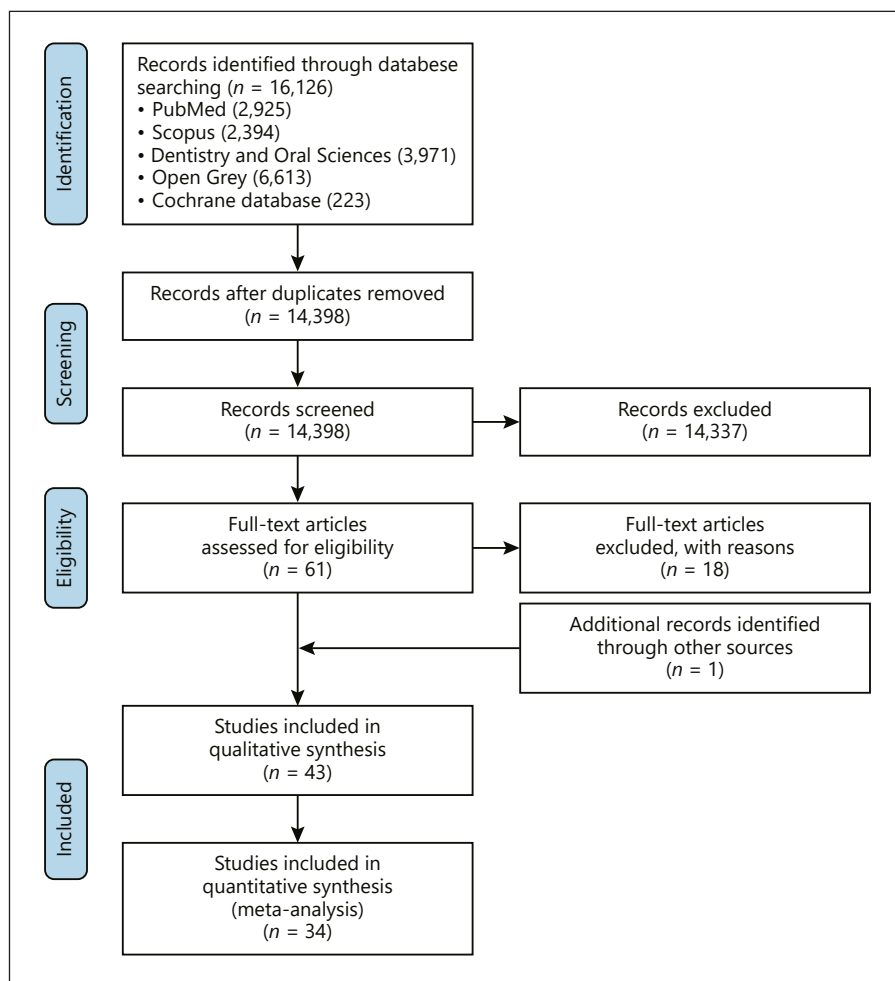 Identification
Records identified through databese
searching (n = 16,126)
• PubMed (2,925)
• Scopus (2,394)
• Dentistry and Oral Sciences (3,971)
• Open Grey (6,613)
• Cochrane database (223)
Screening
Records after duplicates removed
(n = 14,398)
Records screened
(n = 14,398)
Records excluded
(n = 14,337)
Eligibility
Full-text articles
assessed for eligibility
(n = 61)
Full-text articles
excluded, with reasons
(n = 18)
Additional records identified
through other sources
(n = 1)
Included
Studies included in
qualitative synthesis
(n = 43)
Studies included in
quantitative synthesis
(meta-analysis)
(n = 34)